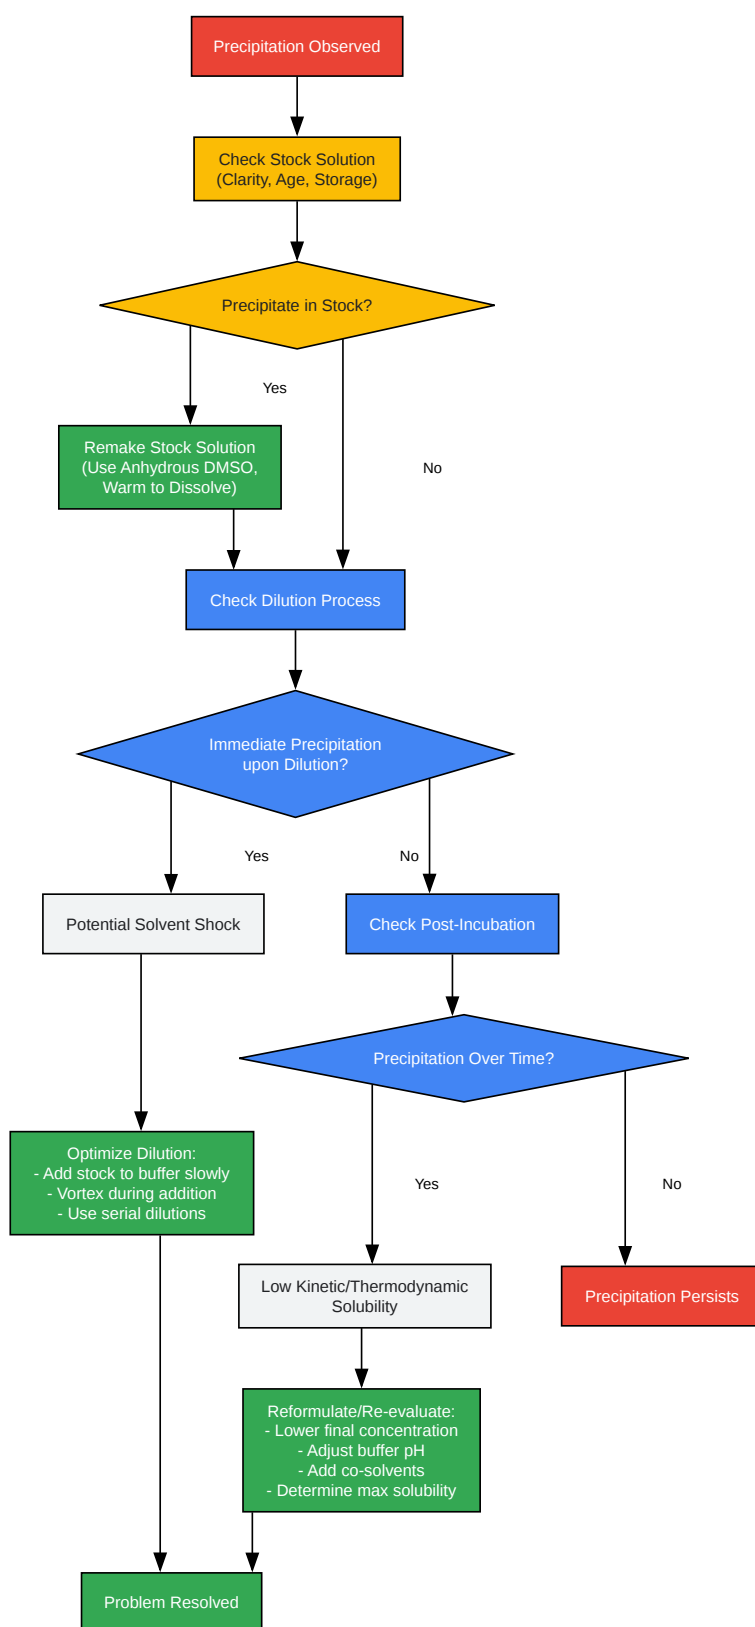 Precipitation Observed
Check Stock Solution
(Clarity, Age, Storage)
Precipitate in Stock?
Yes
No
Remake Stock Solution
(Use Anhydrous DMSO,
Warm to Dissolve)
Check Dilution Process
Immediate Precipitation
upon Dilution?
Yes
No
Potential Solvent Shock
Check Post-Incubation
Precipitation Over Time?
Optimize Dilution:
- Add stock to buffer slowly
- Vortex during addition
- Use serial dilutions
Yes
No
Low Kinetic/Thermodynamic
Solubility
Precipitation Persists
Reformulate/Re-evaluate:
- Lower final concentration
- Adjust buffer pH
- Add co-solvents
- Determine max solubility
Problem Resolved